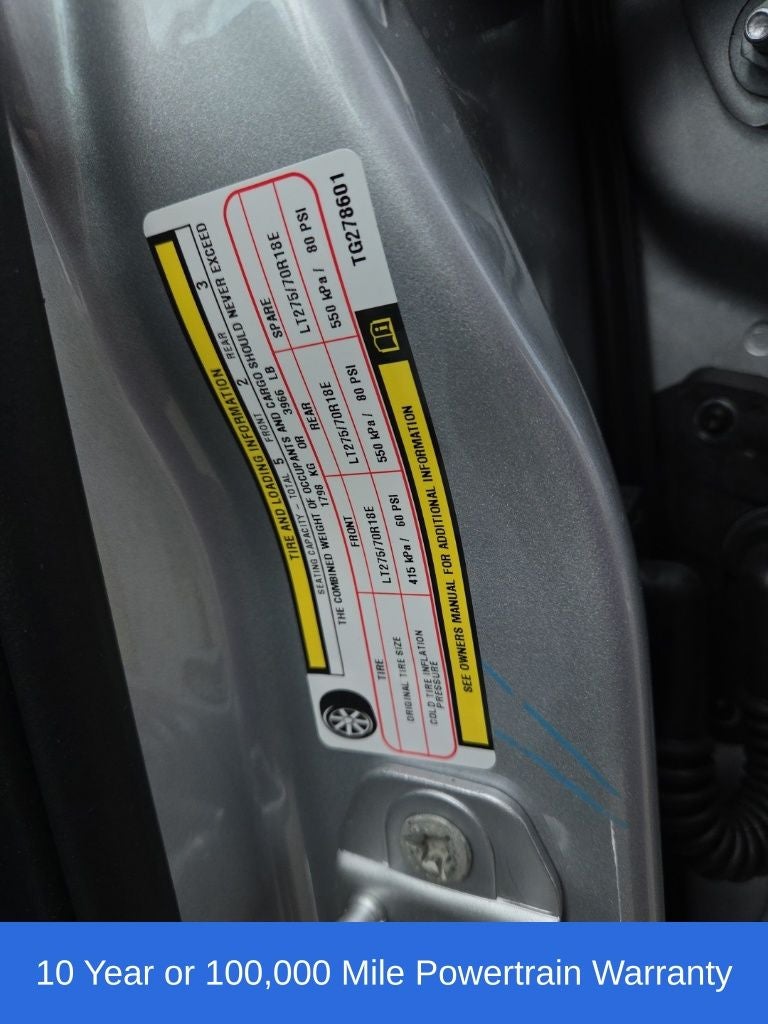 TIRE AND LOADING INFORMATION
SEATING CAPACITY - TOTAL 5 FRONT 2 REAR 3
THE COMBINED WEIGHT OF OCCUPANTS AND CARGO SHOULD NEVER EXCEED
1798 KG OR 3966 LB
TIRE FRONT REAR SPARE
ORIGINAL TIRE SIZE LT275/70R18E LT275/70R18E LT275/70R18E
COLD TIRE INFLATION
PRESSURE 415 kPa / 60 PSI 550 kPa / 80 PSI 550 kPa / 80 PSI
SEE OWNERS MANUAL FOR ADDITIONAL INFORMATION
TG278601
10 Year or 100,000 Mile Powertrain Warranty